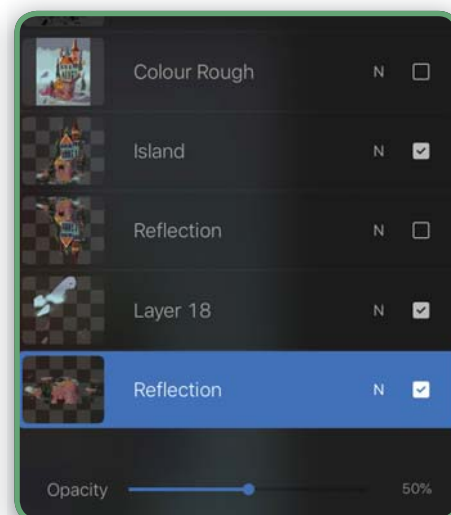 Colour Rough N
Island N
Reflection N
Layer 18 N
Reflection N
Opacity 50%